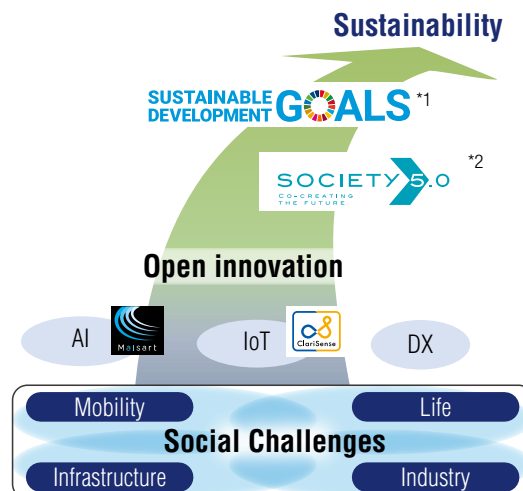 Sustainability
SUSTAINABLE
DEVELOPMENT
GOALS *1
*2
SOCIETY 5.0
CO-CREATING
THE FUTURE
Open innovation
AI
Maisart
IoT
ClariSense
DX
Mobility
Life
Social Challenges
Infrastructure
Industry